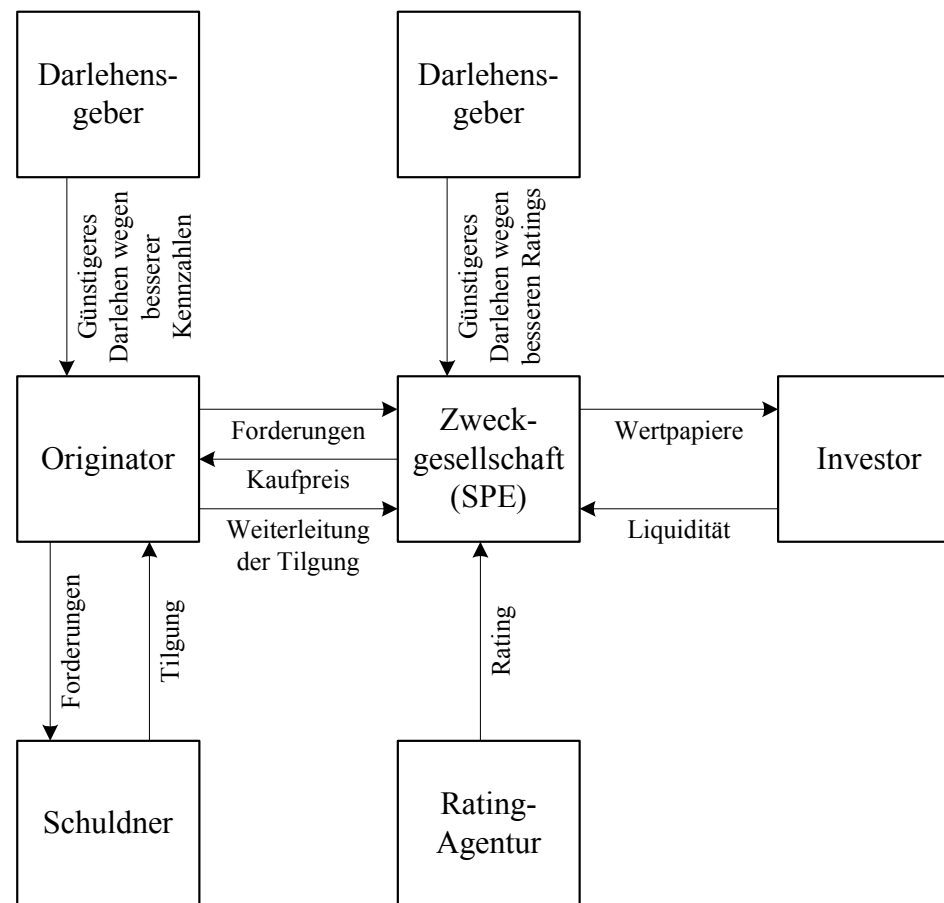 Darlehens-
geber
Darlehens-
geber
Günstigeres
Darlehen wegen
besserer
Kennzahlen
Günstigeres
Darlehen wegen
besseren Ratings
Originator
Forderungen
Kaufpreis
Weiterleitung
der Tilgung
Zweck-
gesellschaft
(SPE)
Wertpapiere
Liquidität
Investor
Forderungen
Tilgung
Rating
Schuldner
Rating-
Agentur